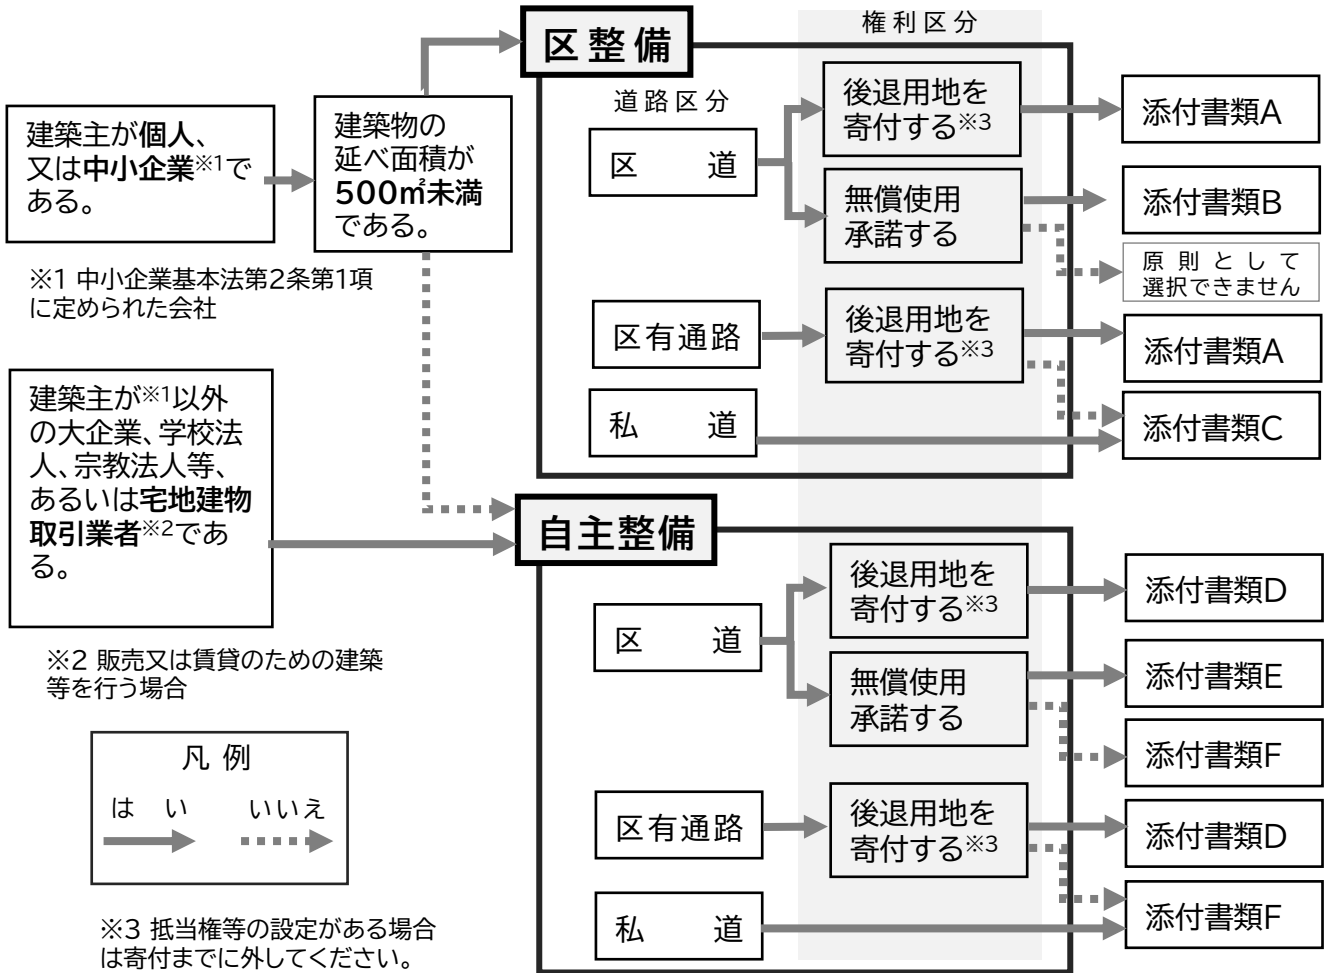 権利区分
区整備
道路区分
建築主が個人、
又は中小企業※1で
ある。
建築物の
延べ面積が
500㎡未満
である。
※1 中小企業基本法第2条第1項
に定められた会社
区　道
後退用地を
寄付する※3
添付書類A
無償使用
承諾する
添付書類B
原則として
選択できません
区有通路
後退用地を
寄付する※3
添付書類A
私　道
添付書類C
建築主が※1以外
の大企業、学校法
人、宗教法人等、
あるいは宅地建物
取引業者※2であ
る。
※2 販売又は賃貸のための建築
等を行う場合
自主整備
区　道
後退用地を
寄付する※3
添付書類D
無償使用
承諾する
添付書類E
添付書類F
区有通路
後退用地を
寄付する※3
添付書類D
私　道
添付書類F
凡例
はい　いいえ
※3 抵当権等の設定がある場合
は寄付までに外してください。